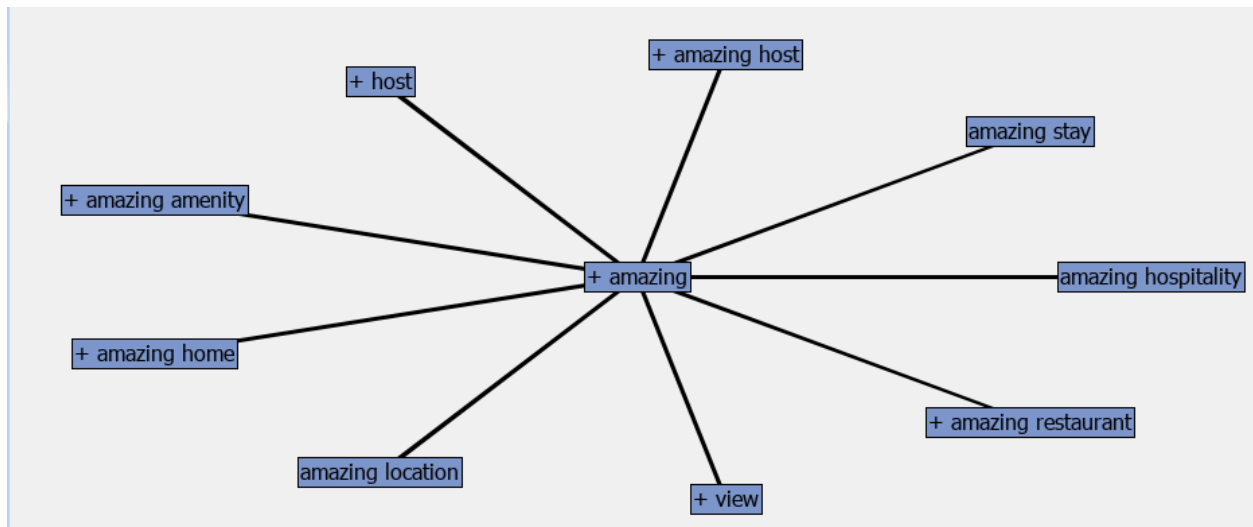 + amazing host
+ host
amazing stay
+ amazing amenity
+ amazing
amazing hospitality
+ amazing home
+ amazing restaurant
amazing location
+ view